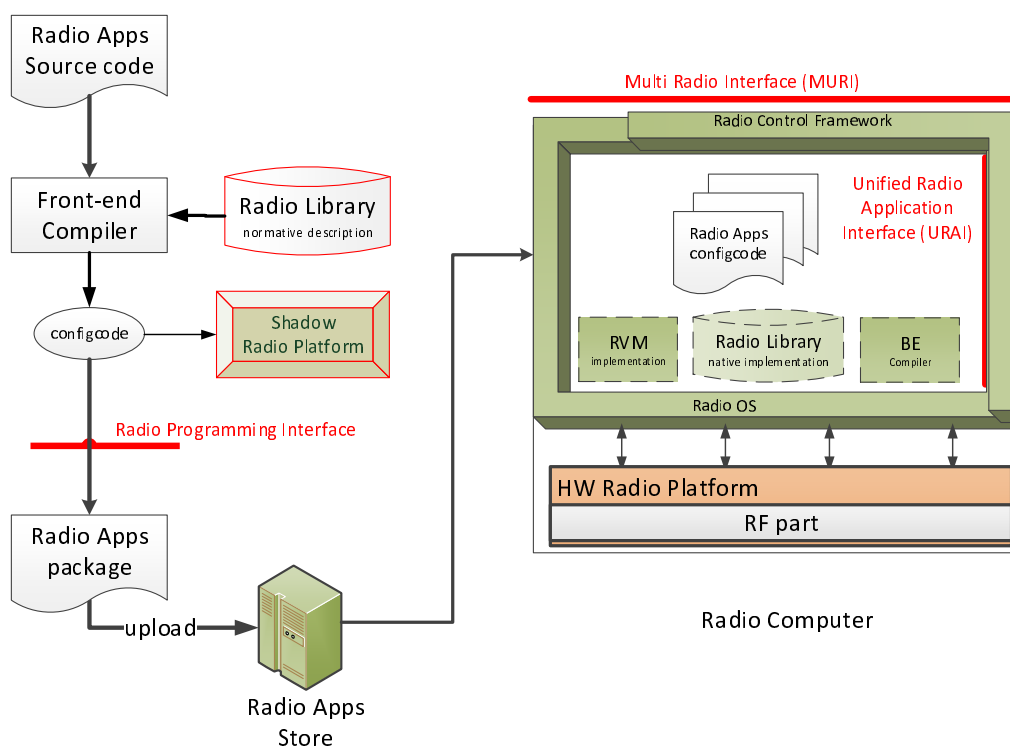 Radio Apps
Source code
Front-end
Compiler
Radio Library
normative description
configcode
Shadow
Radio Platform
Radio Programming Interface
Radio Apps
package
upload
Radio Apps
Store
Multi Radio Interface (MURI)
Radio Control Framework
Unified Radio
Application
Interface (URAI)
Radio Apps
configcode
RVM
implementation
Radio Library
native implementation
BE
Compiler
Radio OS
HW Radio Platform
RF part
Radio Computer